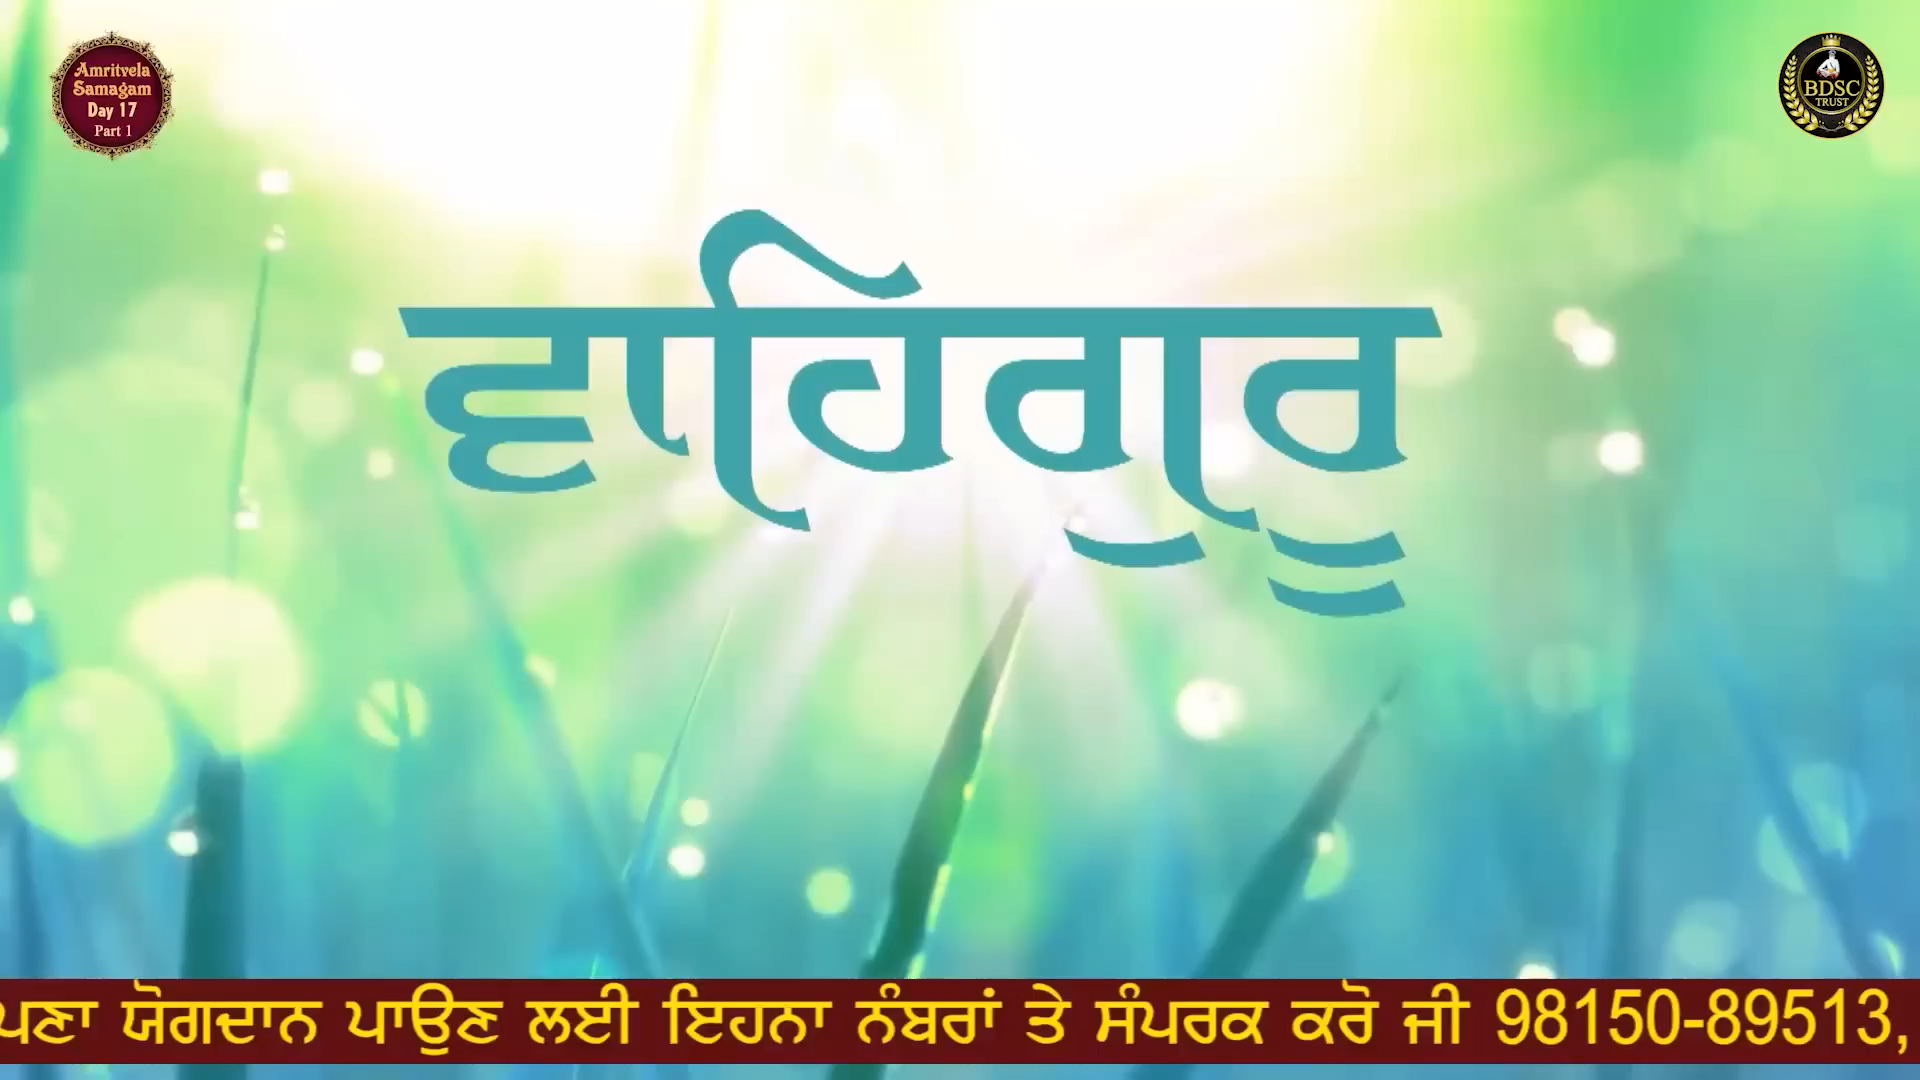 Amritvela
Samagam
Day 17
Part 1
BDSC
TRUST
ਵਾਹਿਗੁਰੂ
ਪਣਾ ਯੋਗਦਾਨ ਪਾਉਣ ਲਈ ਇਹਨਾ ਨੰਬਰਾਂ ਤੇ ਸੰਪਰਕ ਕਰੋ ਜੀ 98150-89513,